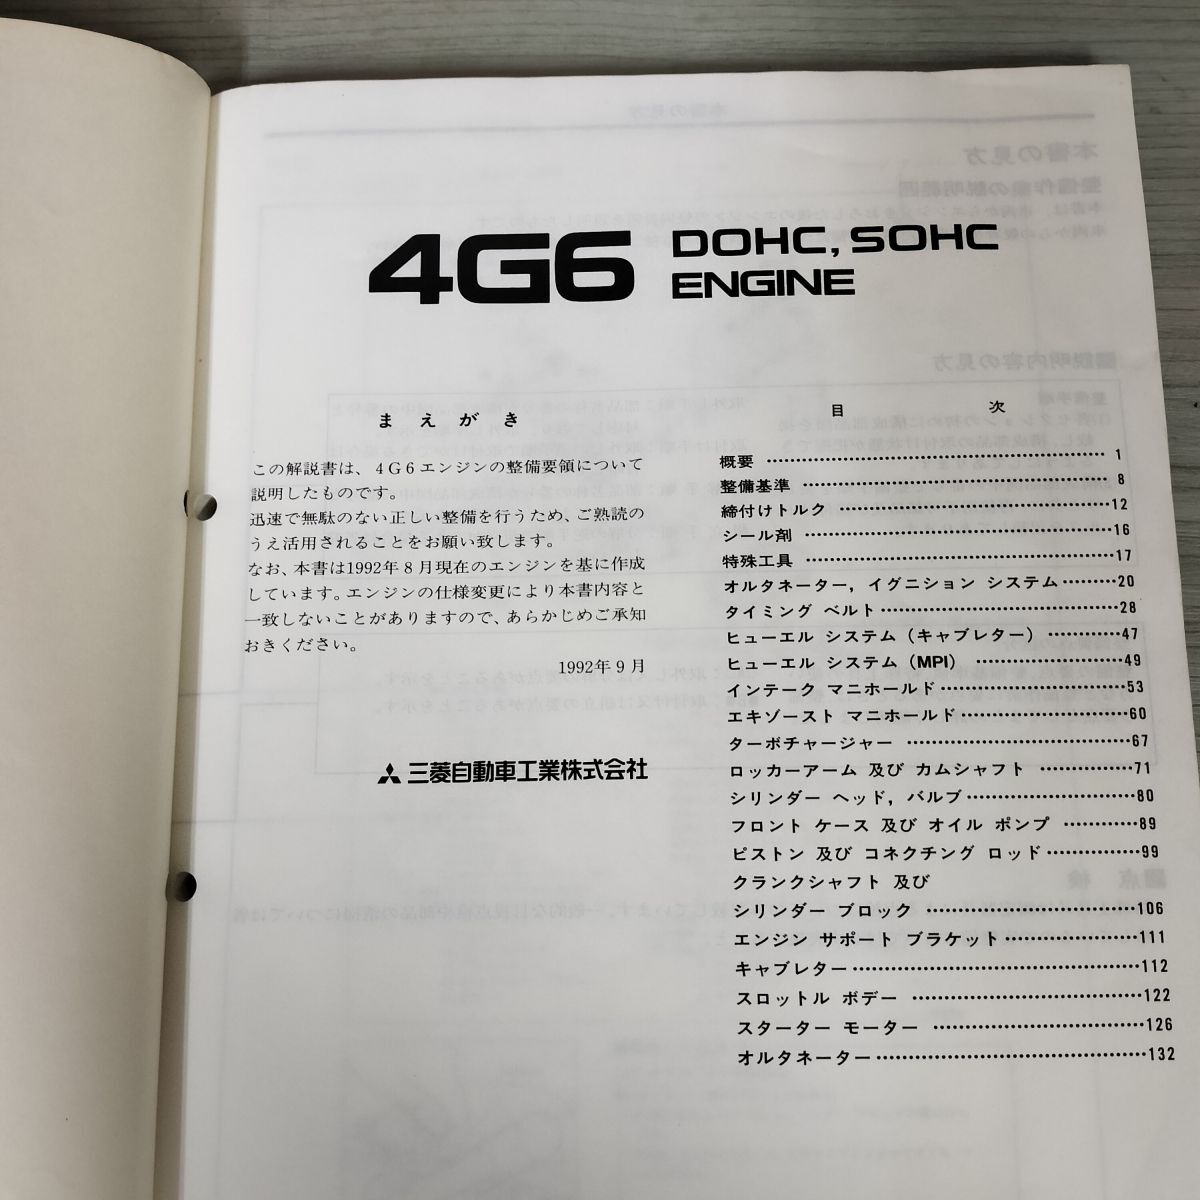 4G6 DOHC, SOHC
ENGINE
まえがき
この解説書は、4G6エンジンの整備要領について
説明したものです。
迅速で無駄のない正しい整備を行うため、ご熟読の
うえ活用されることをお願い致します。
なお、本書は1992年8月現在のエンジンを基に作成
しています。エンジンの仕様変更により本書内容と
一致しないことがありますので、あらかじめご承知
おきください。
1992年9月
三菱自動車工業株式会社
目次
概要 …… 1
整備基準 …… 8
締付けトルク …… 12
シール剤 …… 16
特殊工具 …… 17
オルタネーター, イグニション システム …… 20
タイミング ベルト …… 28
ヒューエル システム (キャブレター) …… 47
ヒューエル システム (MPI) …… 49
インテーク マニホールド …… 53
エキゾースト マニホールド …… 60
ターボチャージャー …… 67
ロッカーアーム 及び カムシャフト …… 71
シリンダー ヘッド, バルブ …… 80
フロント ケース 及び オイル ポンプ …… 89
ピストン 及び コネクチング ロッド …… 99
クランクシャフト 及び
シリンダー ブロック …… 106
エンジン サポート ブラケット …… 111
キャブレター …… 112
スロットル ボデー …… 122
スターター モーター …… 126
オルタネーター …… 132